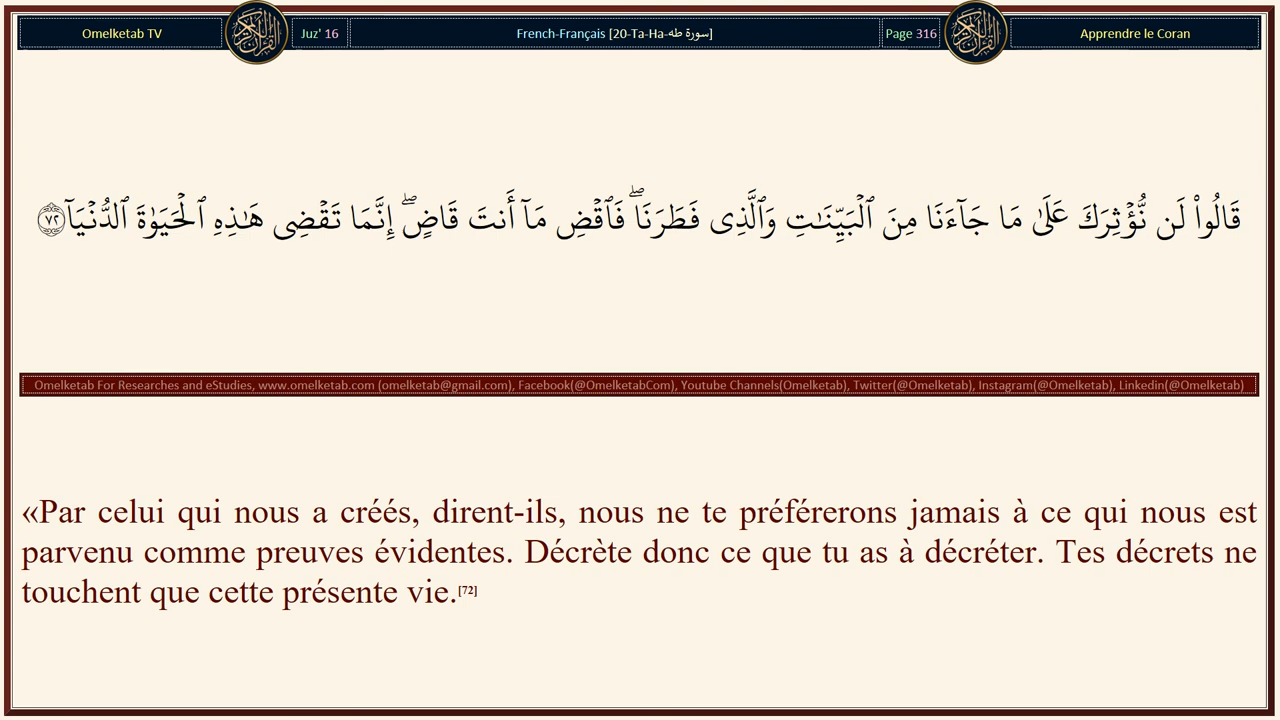 Omelketab TV
Juz' 16
French-Français [20-Ta-Ha-سورة طه]
Page 316
Apprendre le Coran
قَالُوا۟ لَن نُّؤْثِرَكَ عَلَىٰ مَا جَآءَنَا مِنَ ٱلْبَيِّنَـٰتِ وَٱلَّذِى فَطَرَنَا ۖ فَٱقْضِ مَآ أَنتَ قَاضٍ ۖ إِنَّمَا تَقْضِى هَـٰذِهِ ٱلْحَيَوٰةَ ٱلدُّنْيَآ ٧٢
Omelketab For Researches and eStudies, www.omelketab.com (omelketab@gmail.com), Facebook(@OmelketabCom), Youtube Channels(Omelketab), Twitter(@Omelketab), Instagram(@Omelketab), Linkedin(@Omelketab)
«Par celui qui nous a créés, dirent-ils, nous ne te préférerons jamais à ce qui nous est
parvenu comme preuves évidentes. Décrète donc ce que tu as à décréter. Tes décrets ne
touchent que cette présente vie.[72]